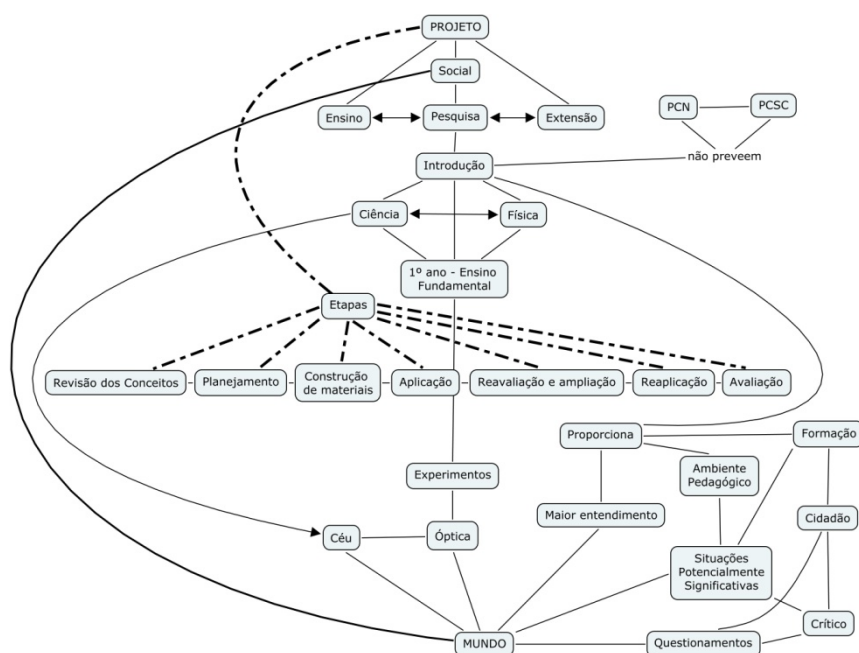 PROJETO
Social
Ensino
Pesquisa
Extensão
PCN
PCSC
não preveem
Introdução
Ciência
Física
1º ano - Ensino
Fundamental
Etapas
Revisão dos Conceitos
Planejamento
Construção
de materiais
Aplicação
Reavaliação e ampliação
Reaplicação
Avaliação
Proporciona
Formação
Experimentos
Ambiente
Pedagógico
Maior entendimento
Cidadão
Céu
Óptica
Situações
Potencialmente
Significativas
Crítico
MUNDO
Questionamentos